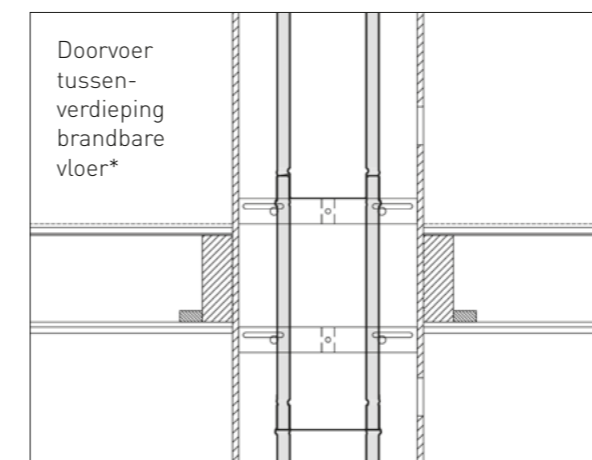 Doorvoer
tussen-
verdieping
brandbare
vloer*